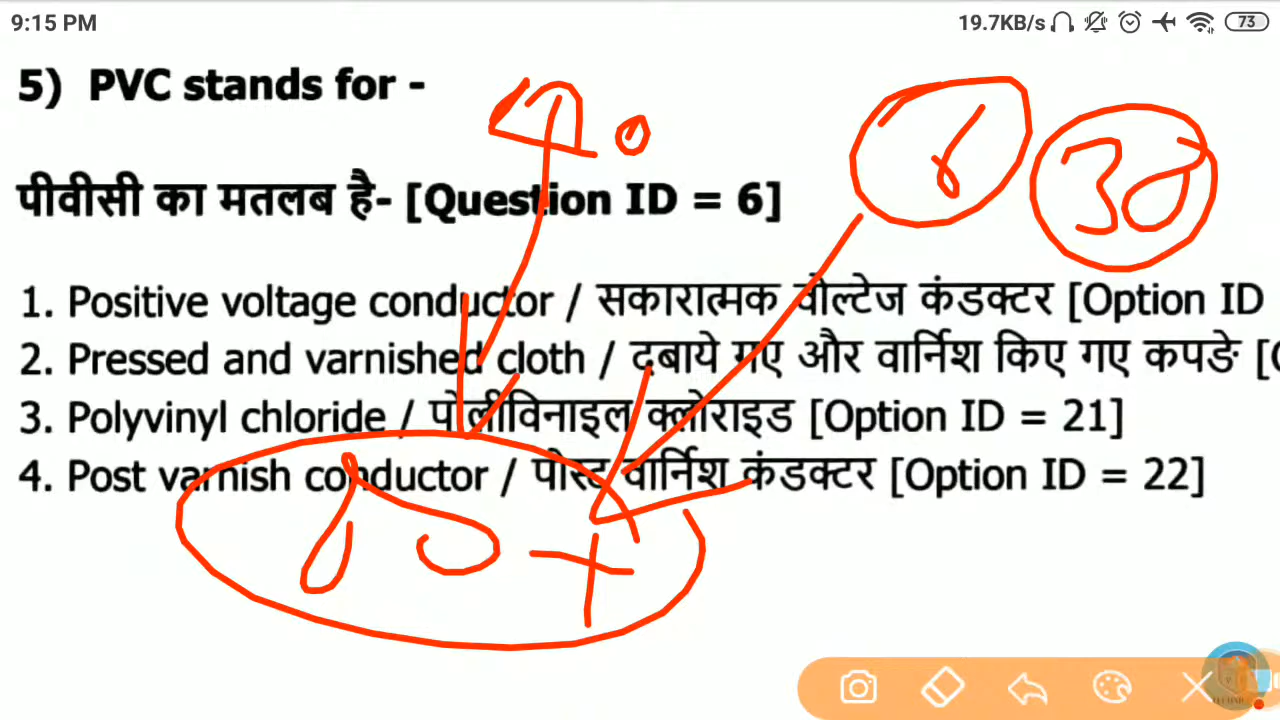 9:15 PM 19.7KB/s 73
5) PVC stands for -
पीवीसी का मतलब है- [Question ID = 6]
1. Positive voltage conductor / सकारात्मक वोल्टेज कंडक्टर [Option ID
2. Pressed and varnished cloth / दबाये गए और वार्निश किए गए कपङे [
3. Polyvinyl chloride / पोलीविनाइल क्लोराइड [Option ID = 21]
4. Post varnish conductor / पोस्ट वार्निश कंडक्टर [Option ID = 22]
30